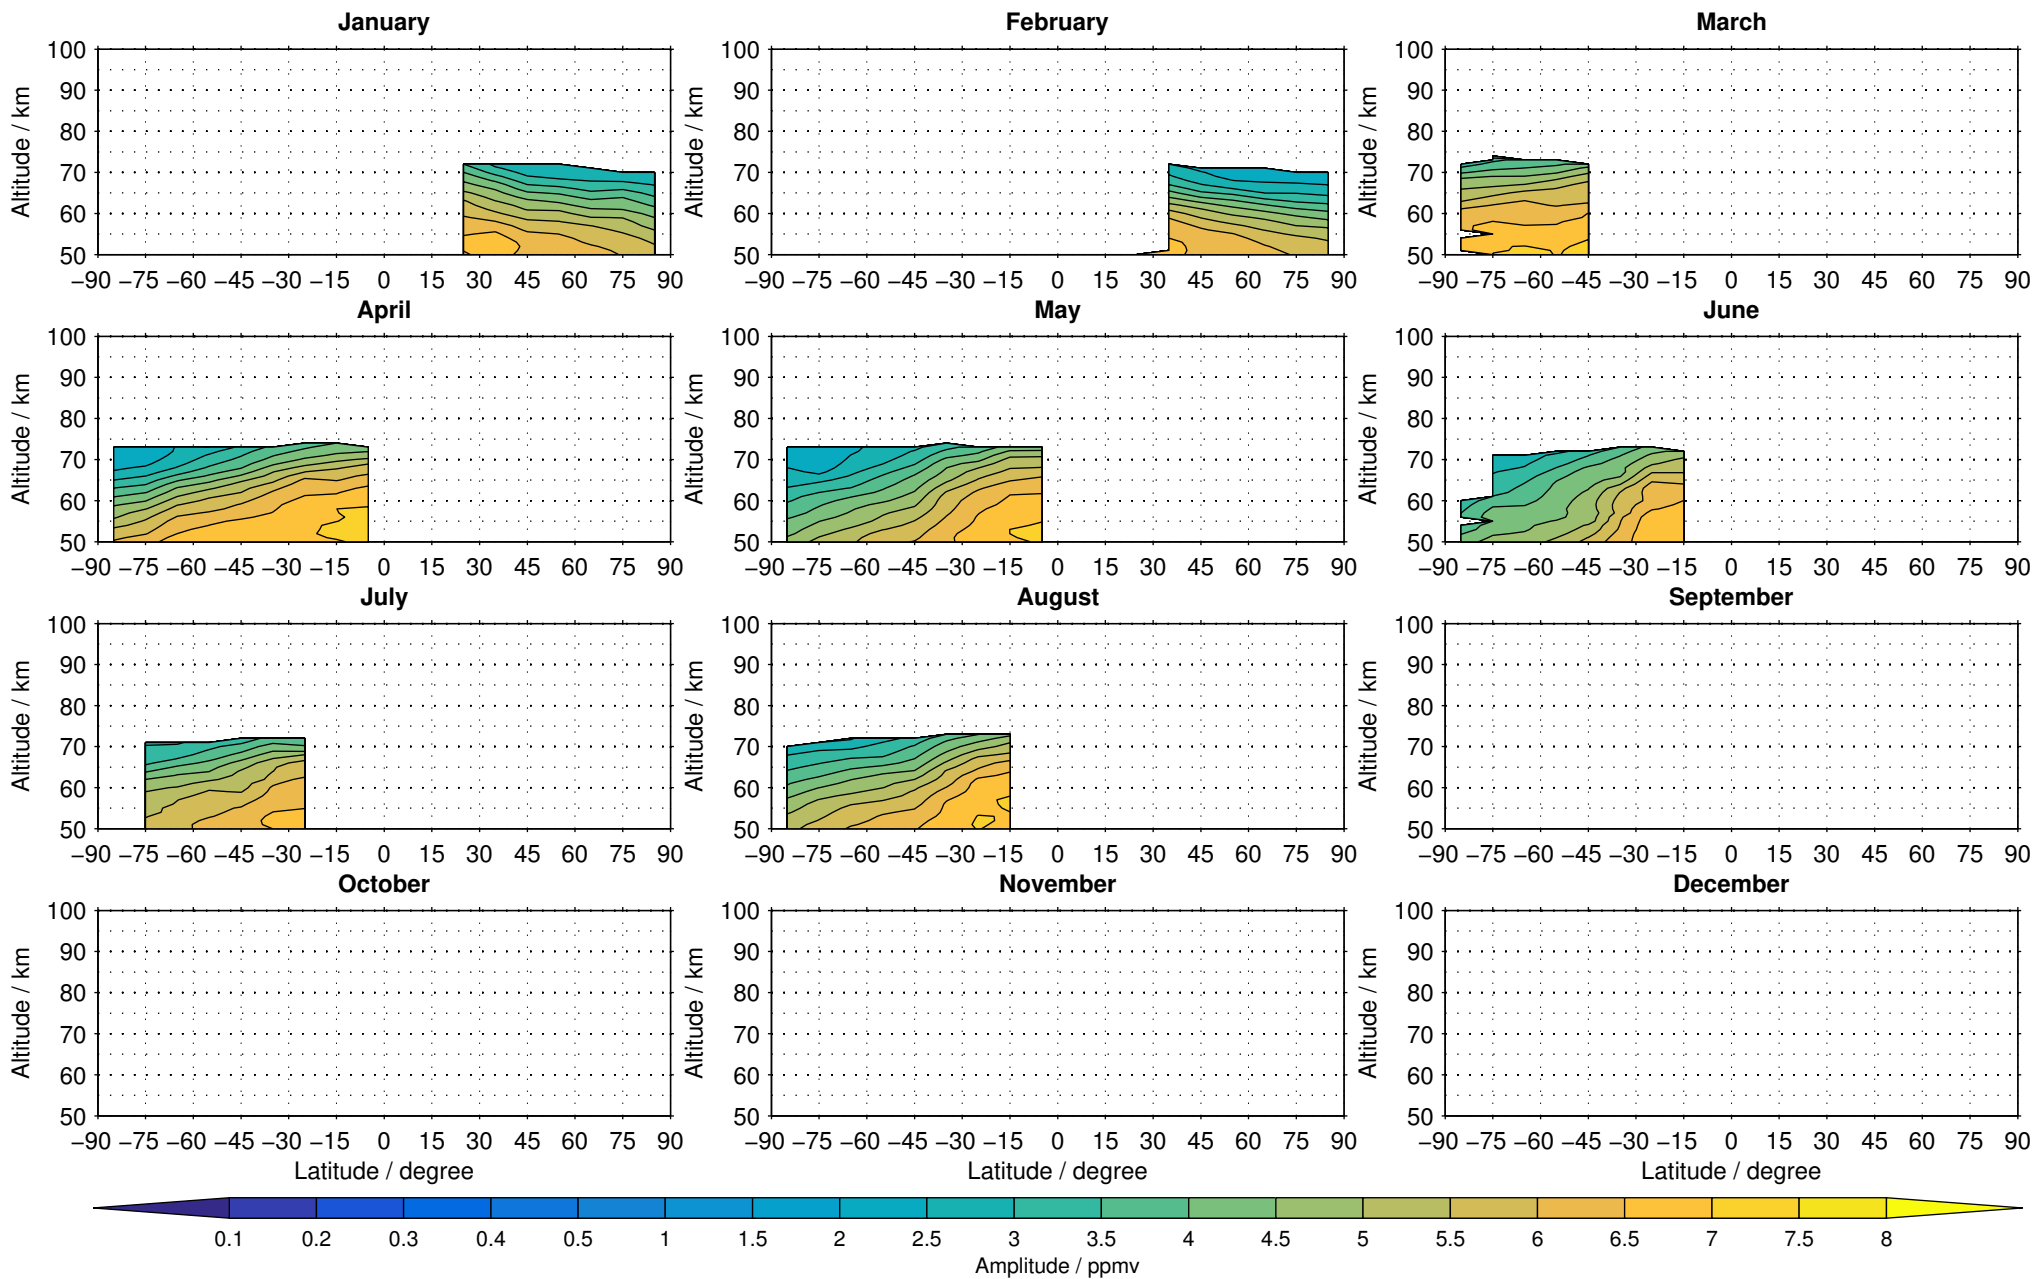 January February March
100 100 100
90 90 90
80 80 80
70 70 70
60 60 60
50 50 50
Altitude / km Altitude / km Altitude / km
−90 −75 −60 −45 −30 −15 0 15 30 45 60 75 90 −90 −75 −60 −45 −30 −15 0 15 30 45 60 75 90 −90 −75 −60 −45 −30 −15 0 15 30 45 60 75 90
April May June
100 100 100
90 90 90
80 80 80
70 70 70
60 60 60
50 50 50
Altitude / km Altitude / km Altitude / km
−90 −75 −60 −45 −30 −15 0 15 30 45 60 75 90 −90 −75 −60 −45 −30 −15 0 15 30 45 60 75 90 −90 −75 −60 −45 −30 −15 0 15 30 45 60 75 90
July August September
100 100 100
90 90 90
80 80 80
70 70 70
60 60 60
50 50 50
Altitude / km Altitude / km Altitude / km
−90 −75 −60 −45 −30 −15 0 15 30 45 60 75 90 −90 −75 −60 −45 −30 −15 0 15 30 45 60 75 90 −90 −75 −60 −45 −30 −15 0 15 30 45 60 75 90
October November December
100 100 100
90 90 90
80 80 80
70 70 70
60 60 60
50 50 50
Altitude / km Altitude / km Altitude / km
−90 −75 −60 −45 −30 −15 0 15 30 45 60 75 90 −90 −75 −60 −45 −30 −15 0 15 30 45 60 75 90 −90 −75 −60 −45 −30 −15 0 15 30 45 60 75 90
Latitude / degree Latitude / degree Latitude / degree
0.1 0.2 0.3 0.4 0.5 1 1.5 2 2.5 3 3.5 4 4.5 5 5.5 6 6.5 7 7.5 8
Amplitude / ppmv